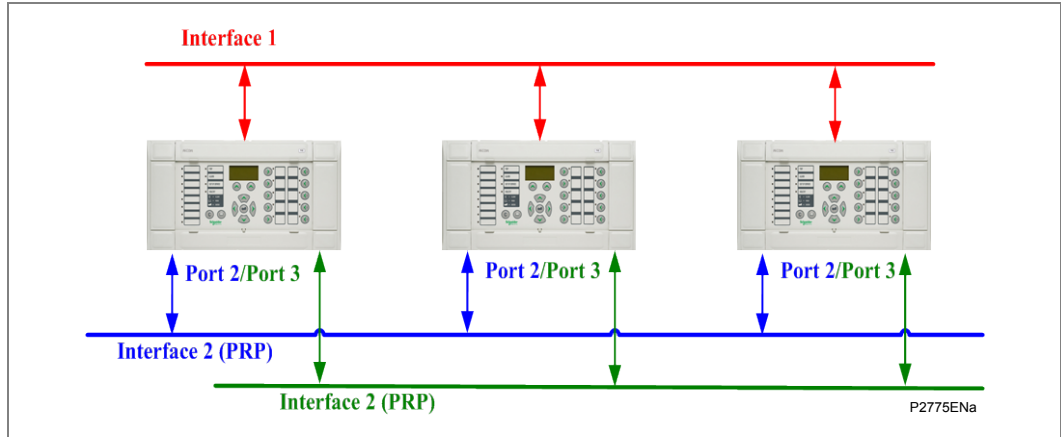 Interface 1
Port 2/Port 3
Port 2/Port 3
Port 2/Port 3
Interface 2 (PRP)
Interface 2 (PRP)
P2775ENa